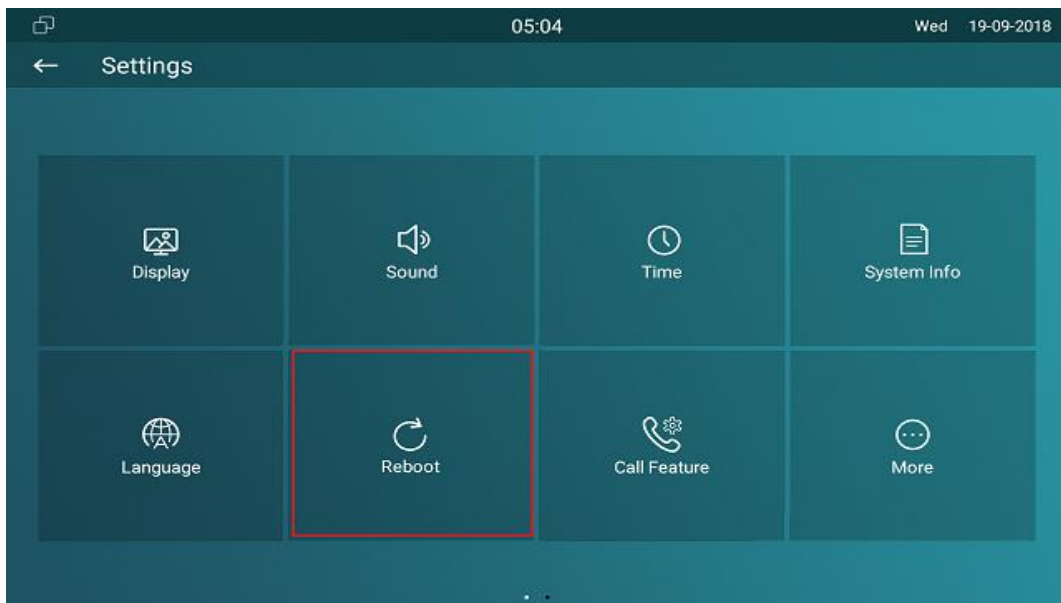 05:04 Wed 19-09-2018
Settings
Display Sound Time System Info
Language Reboot Call Feature More